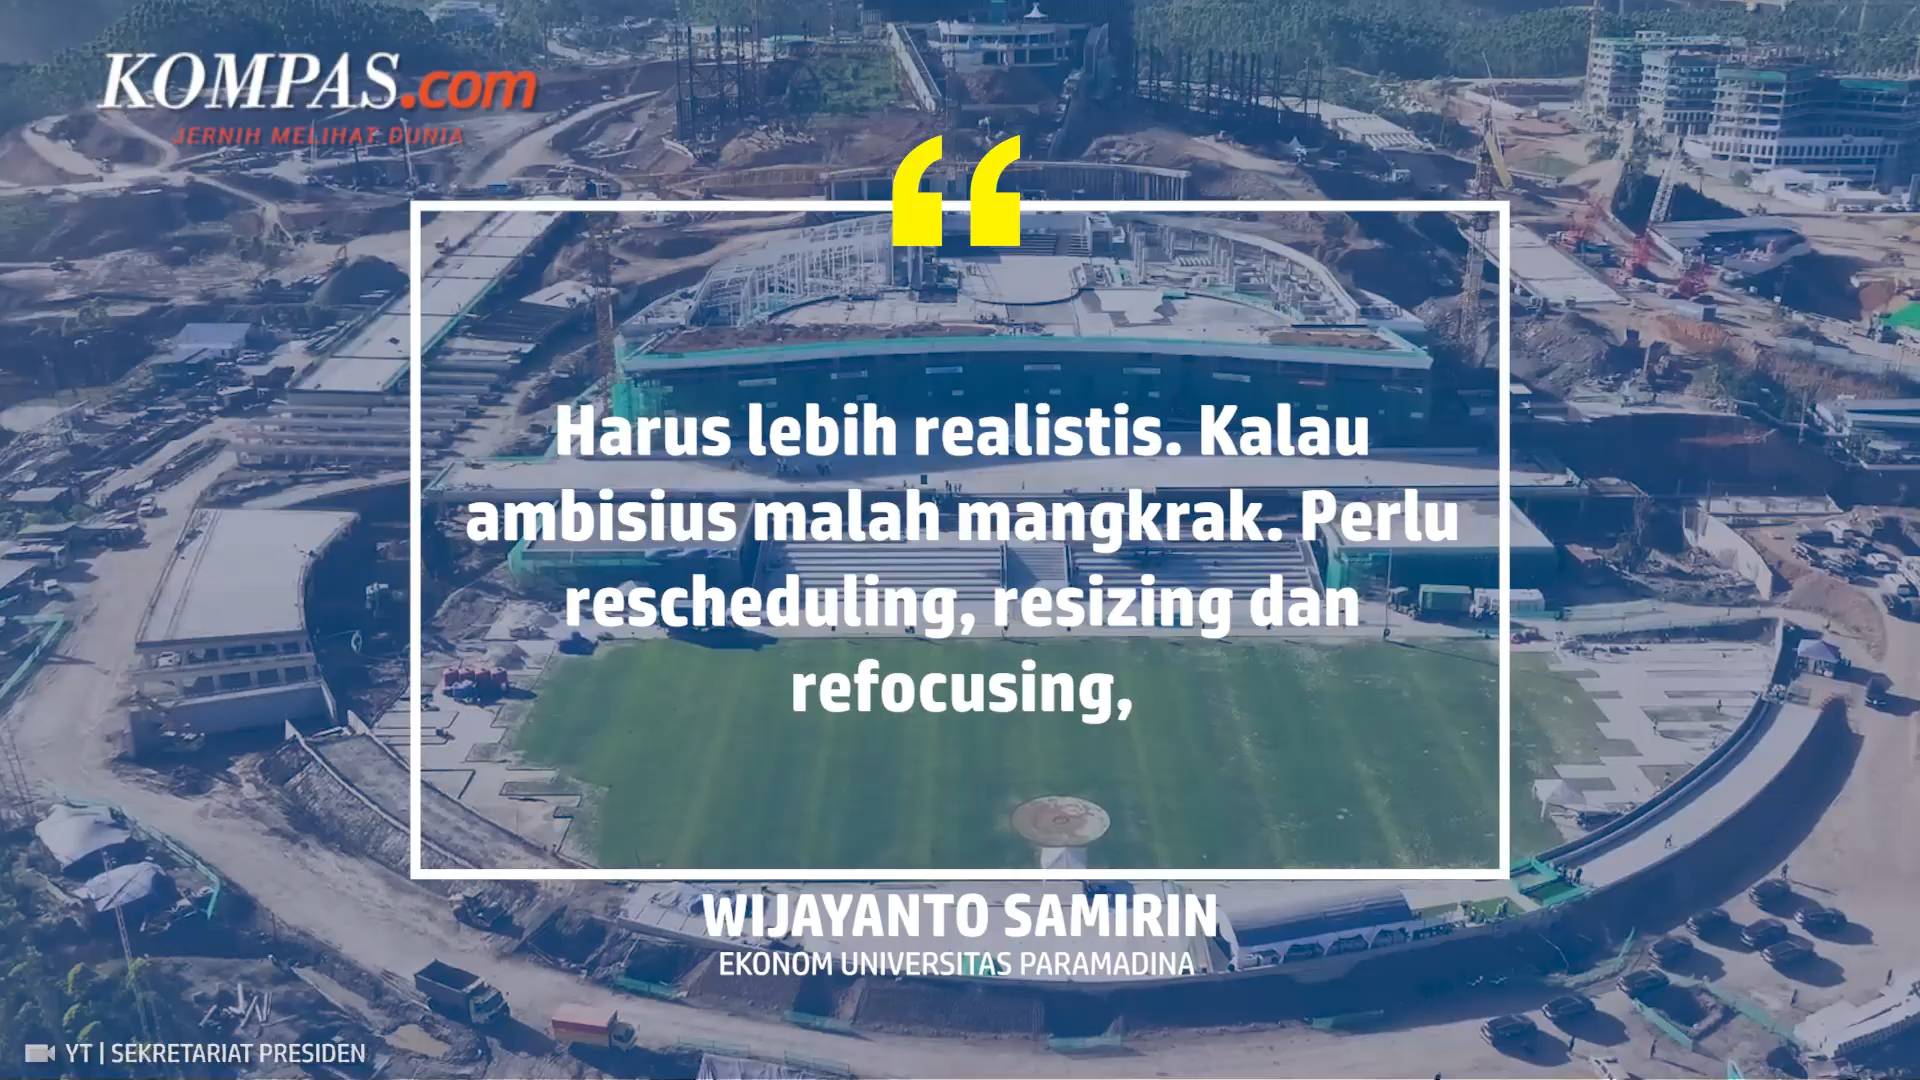 KOMPAS.com
JERNIH MELIHAT DUNIA
“
Harus lebih realistis. Kalau
ambisius malah mangkrak. Perlu
rescheduling, resizing dan
refocusing,
WIJAYANTO SAMIRIN
EKONOM UNIVERSITAS PARAMADINA
YT | SEKRETARIAT PRESIDEN